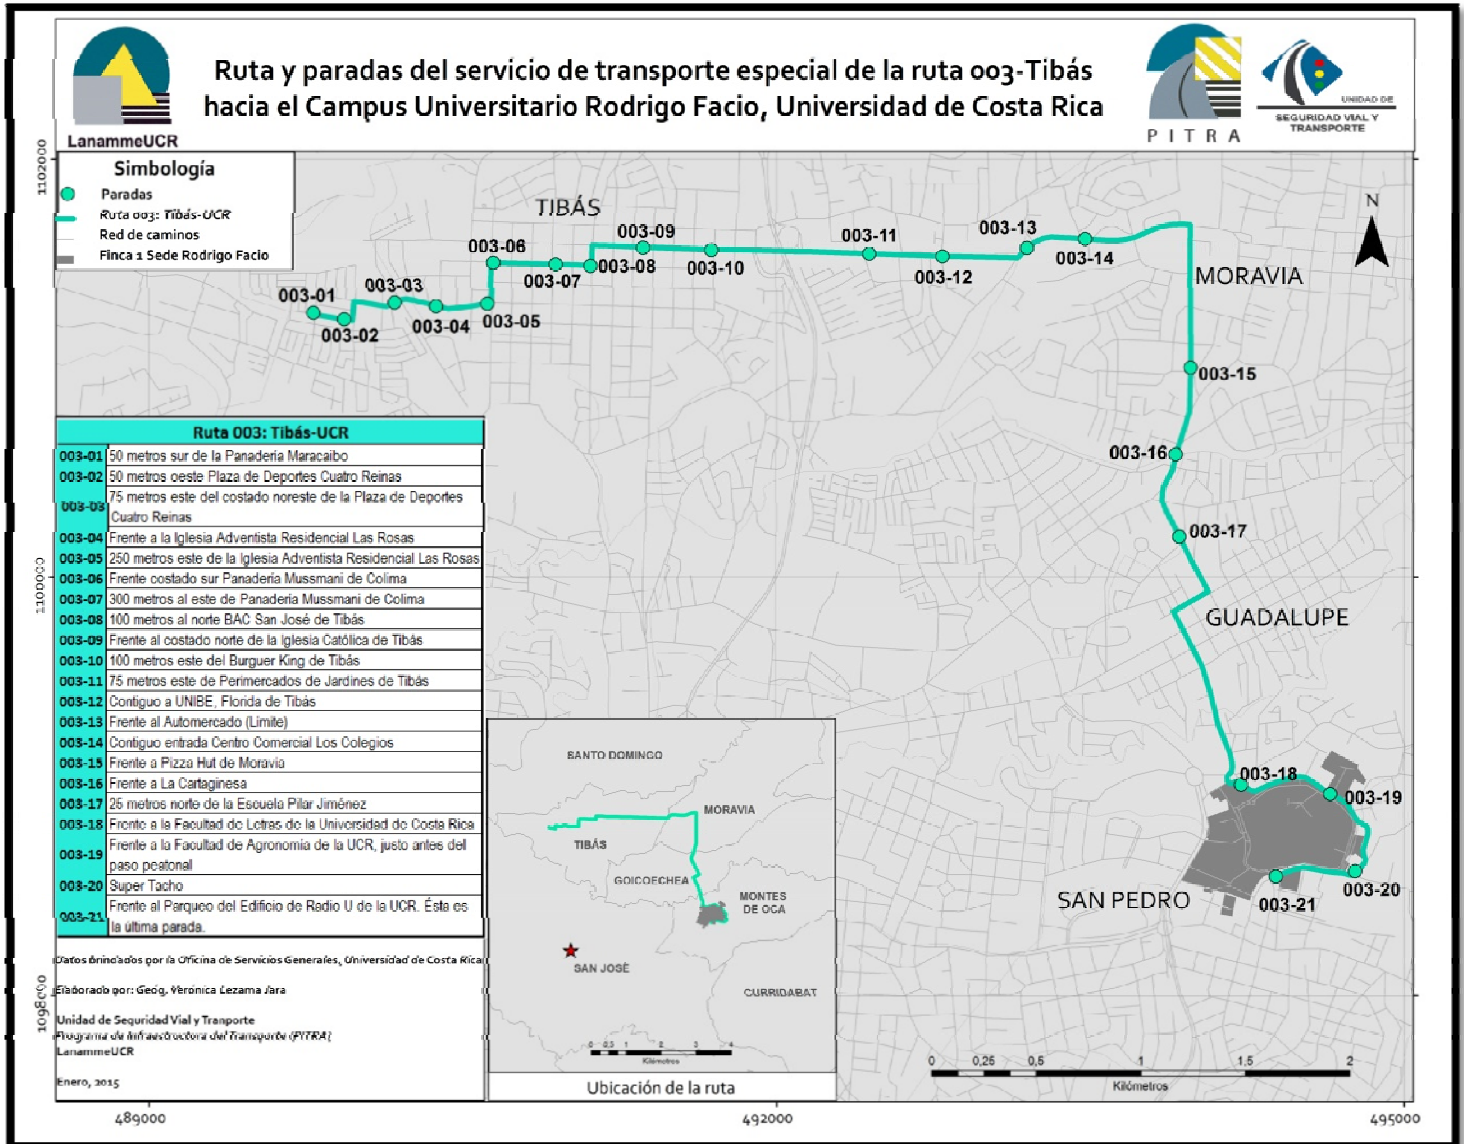 Ruta y paradas del servicio de transporte especial de la ruta 003-Tibás
hacia el Campus Universitario Rodrigo Facio, Universidad de Costa Rica
LanammeUCR
PITRA
UNIDAD DE
SEGURIDAD VIAL Y
TRANSPORTE
Simbología
Paradas
Ruta 003: Tibás-UCR
Red de caminos
Finca 1 Sede Rodrigo Facio
1102000
1100000
1098000
N
TIBÁS
MORAVIA
GUADALUPE
SAN PEDRO
003-01
003-02
003-03
003-04
003-05
003-06
003-07
003-08
003-09
003-10
003-11
003-12
003-13
003-14
003-15
003-16
003-17
003-18
003-19
003-20
003-21
Ruta 003: Tibás-UCR
003-01 50 metros sur de la Panadería Maracaibo
003-02 50 metros oeste Plaza de Deportes Cuatro Reinas
003-03 75 metros este del costado noreste de la Plaza de Deportes
Cuatro Reinas
003-04 Frente a la Iglesia Adventista Residencial Las Rosas
003-05 250 metros este de la Iglesia Adventista Residencial Las Rosas
003-06 Frente costado sur Panadería Mussmani de Colima
003-07 300 metros al este de Panadería Mussmani de Colima
003-08 100 metros al norte BAC San José de Tibás
003-09 Frente al costado norte de la Iglesia Católica de Tibás
003-10 100 metros este del Burguer King de Tibás
003-11 75 metros este de Perimercados de Jardines de Tibás
003-12 Contiguo a UNIBE, Florida de Tibás
003-13 Frente al Automercado (Límite)
003-14 Contiguo entrada Centro Comercial Los Colegios
003-15 Frente a Pizza Hut de Moravia
003-16 Frente a La Cartaginesa
003-17 25 metros norte de la Escuela Pilar Jiménez
003-18 Frente a la Facultad de Letras de la Universidad de Costa Rica
003-19 Frente a la Facultad de Agronomía de la UCR, justo antes del
paso peatonal
003-20 Super Tacho
003-21 Frente al Parqueo del Edificio de Radio U de la UCR. Ésta es
la última parada.
Datos brindados por la Oficina de Servicios Generales, Universidad de Costa Rica
Elaborado por: Geóg. Verónica Lezama Jara
Unidad de Seguridad Vial y Tranporte
Programa de Infraestructora del Transporte (PITRA)
LanammeUCR
Enero, 2015
SANTO DOMINGO
MORAVIA
TIBÁS
GOICOECHEA
MONTES
DE OCA
SAN JOSÉ
CURRIDABAT
0 0,5 1 2 3 4
Kilómetros
Ubicación de la ruta
0 0,25 0,5 1 1,5 2
Kilómetros
489000 492000 495000